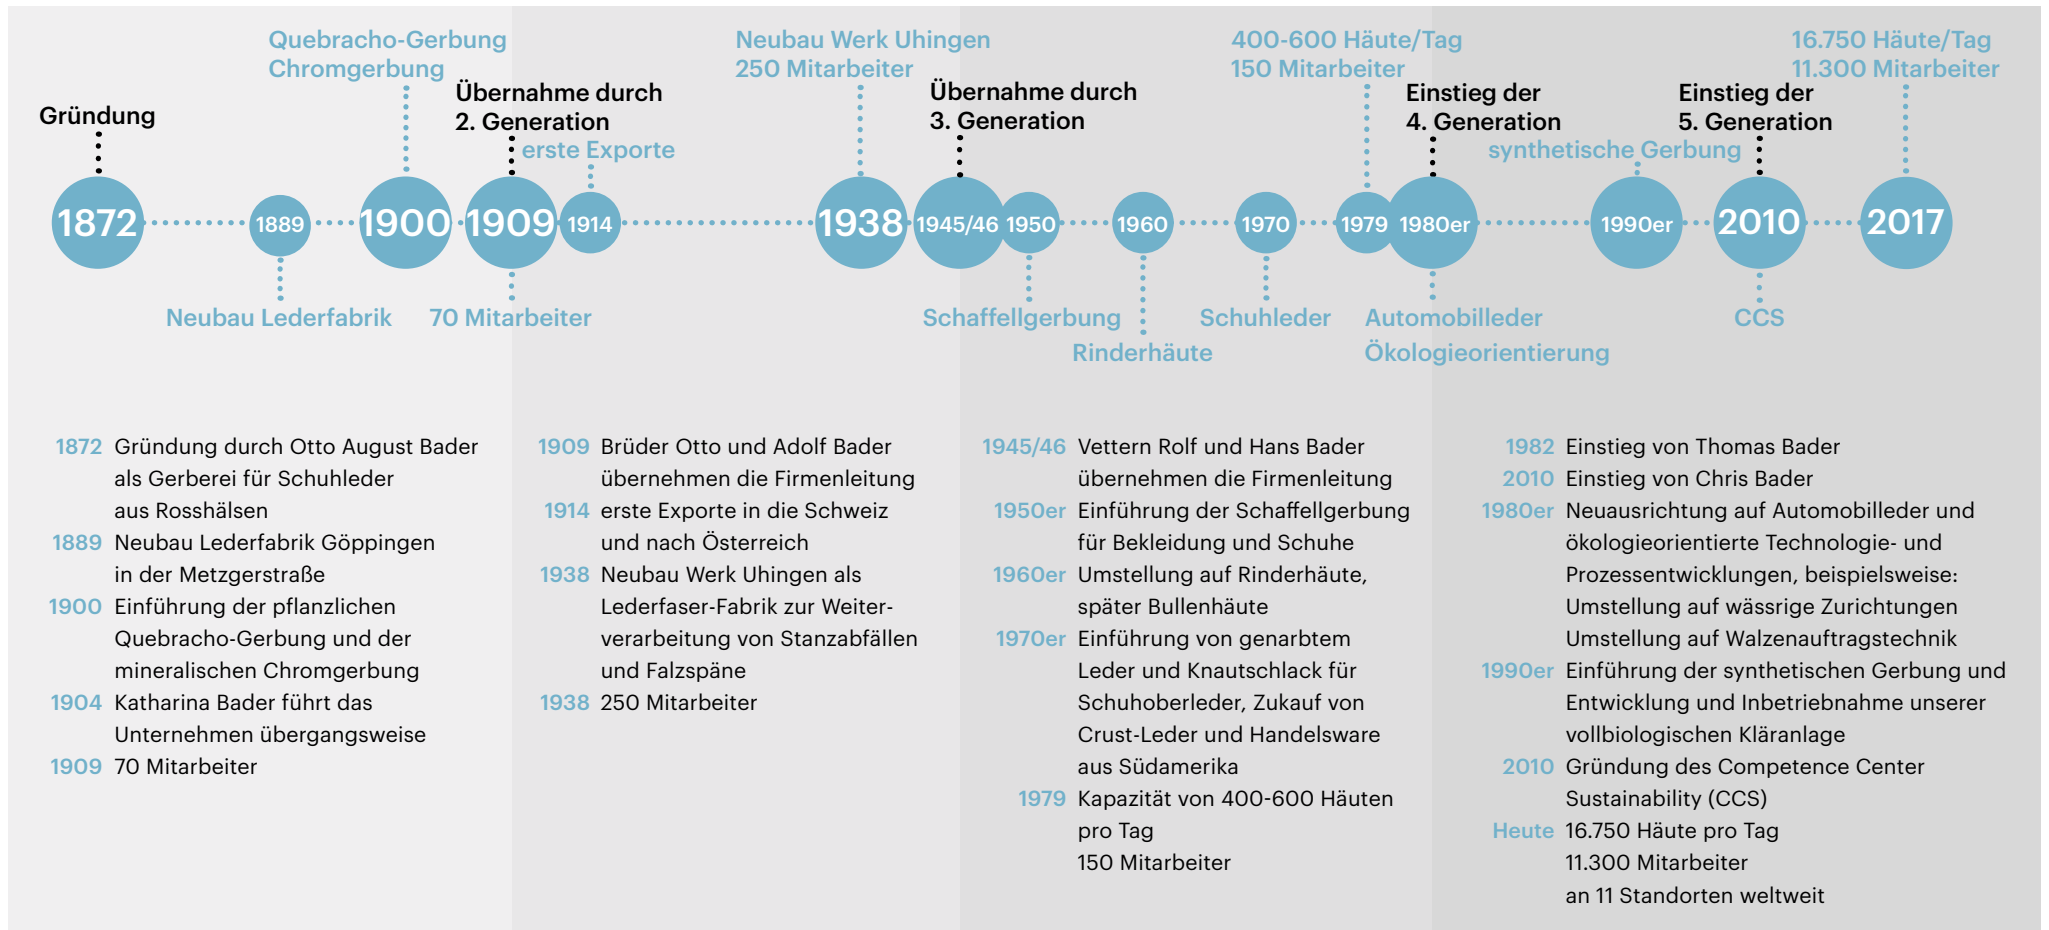 Quebracho-Gerbung
Chromgerbung
Neubau Werk Uhingen
250 Mitarbeiter
400-600 Häute/Tag
150 Mitarbeiter
16.750 Häute/Tag
11.300 Mitarbeiter
Gründung
Übernahme durch
2. Generation
erste Exporte
Übernahme durch
3. Generation
Einstieg der
4. Generation
synthetische Gerbung
Einstieg der
5. Generation
1872
1889
1900
1909
1914
1938
1945/46
1950
1960
1970
1979
1980er
1990er
2010
2017
Neubau Lederfabrik
70 Mitarbeiter
Schaffellgerbung
Rinderhäute
Schuhleder
Automobilleder
Ökologieorientierung
CCS
1872 Gründung durch Otto August Bader
als Gerberei für Schuhleder
aus Rosshälsen
1889 Neubau Lederfabrik Göppingen
in der Metzgerstraße
1900 Einführung der pflanzlichen
Quebracho-Gerbung und der
mineralischen Chromgerbung
1904 Katharina Bader führt das
Unternehmen übergangsweise
1909 70 Mitarbeiter
1909 Brüder Otto und Adolf Bader
übernehmen die Firmenleitung
1914 erste Exporte in die Schweiz
und nach Österreich
1938 Neubau Werk Uhingen als
Lederfaser-Fabrik zur Weiter-
verarbeitung von Stanzabfällen
und Falzspäne
1938 250 Mitarbeiter
1945/46 Vettern Rolf und Hans Bader
übernehmen die Firmenleitung
1950er Einführung der Schaffellgerbung
für Bekleidung und Schuhe
1960er Umstellung auf Rinderhäute,
später Bullenhäute
1970er Einführung von genarbtem
Leder und Knautschlack für
Schuhoberleder, Zukauf von
Crust-Leder und Handelsware
aus Südamerika
1979 Kapazität von 400-600 Häuten
pro Tag
150 Mitarbeiter
1982 Einstieg von Thomas Bader
2010 Einstieg von Chris Bader
1980er Neuausrichtung auf Automobilleder und
ökologieorientierte Technologie- und
Prozessentwicklungen, beispielsweise:
Umstellung auf wässrige Zurichtungen
Umstellung auf Walzenauftragstechnik
1990er Einführung der synthetischen Gerbung und
Entwicklung und Inbetriebnahme unserer
vollbiologischen Kläranlage
2010 Gründung des Competence Center
Sustainability (CCS)
Heute 16.750 Häute pro Tag
11.300 Mitarbeiter
an 11 Standorten weltweit